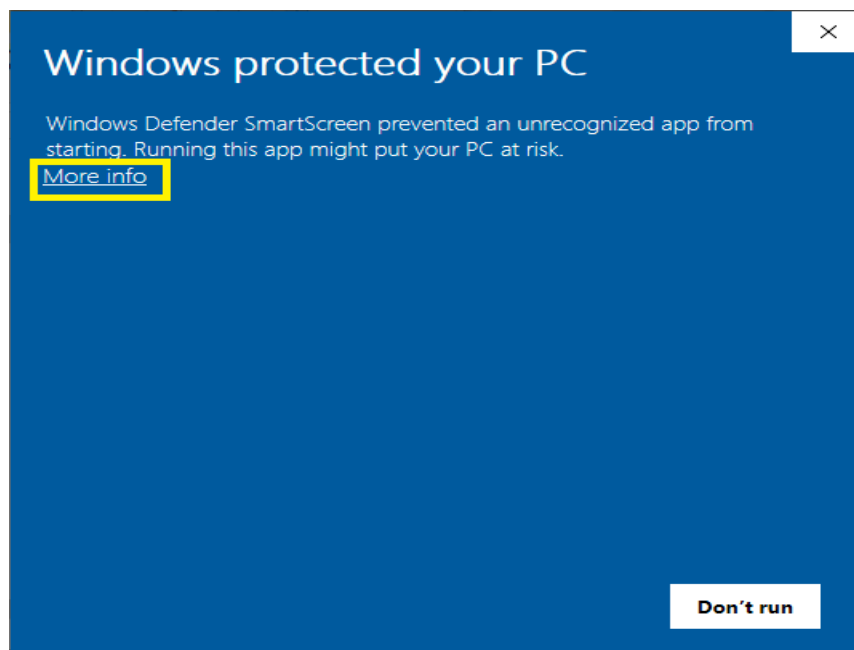 Windows protected your PC
Windows Defender SmartScreen prevented an unrecognized app from
starting. Running this app might put your PC at risk.
More info
Don't run